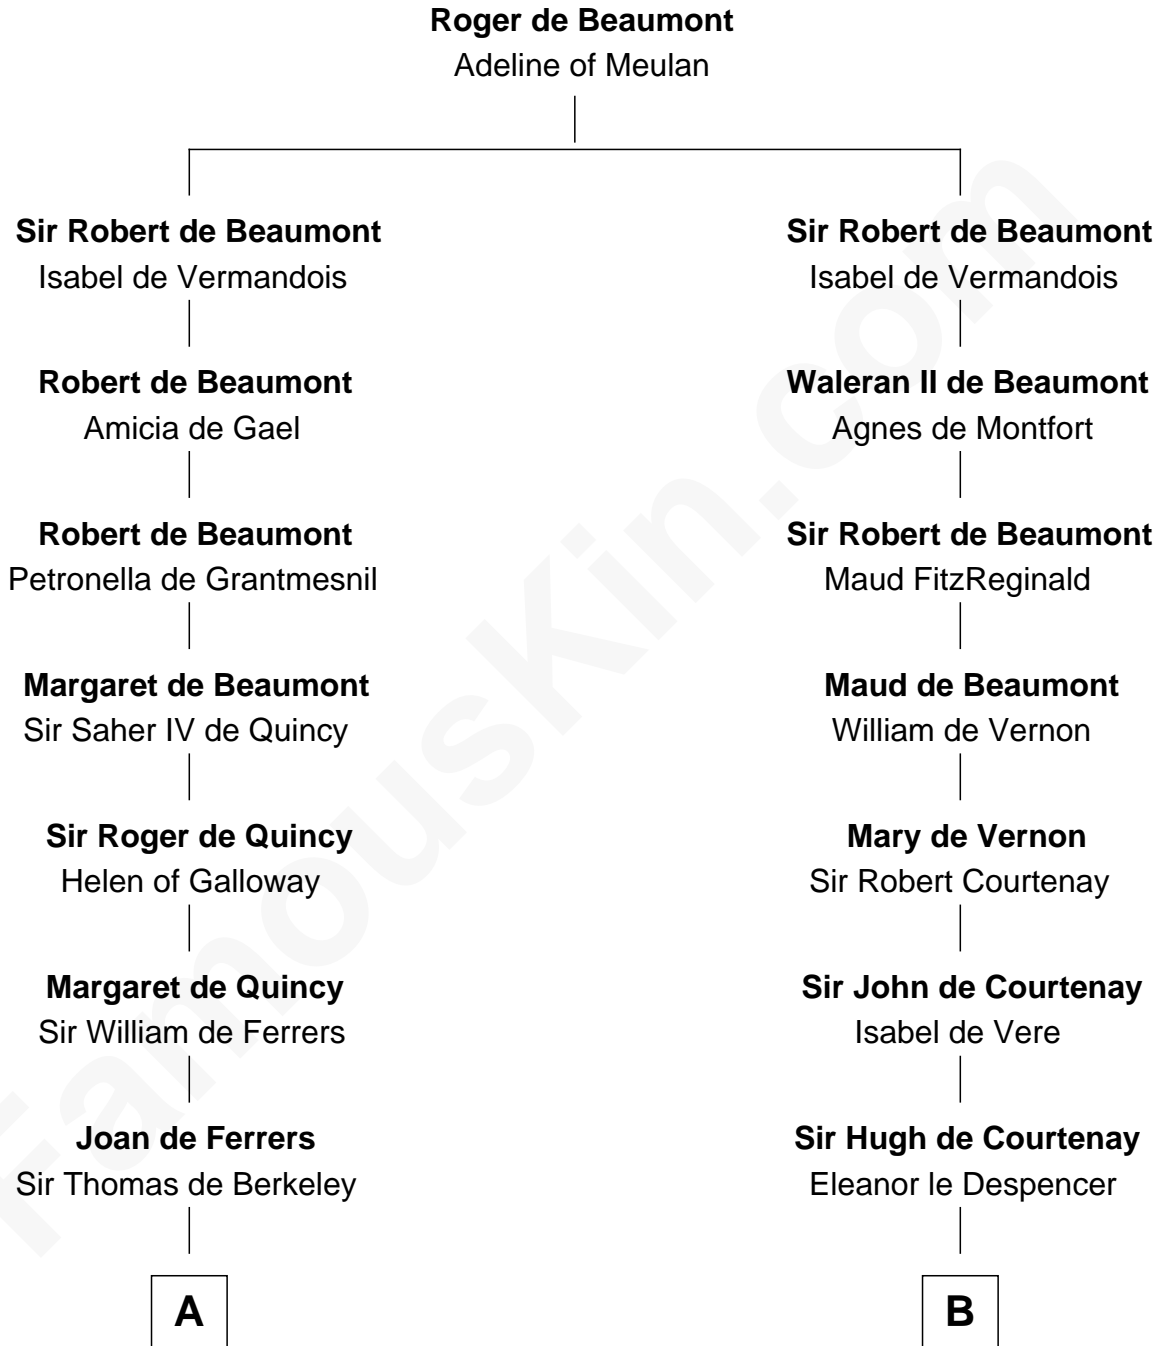 Roger de Beaumont
Adeline of Meulan
Sir Robert de Beaumont
Isabel de Vermandois
Sir Robert de Beaumont
Isabel de Vermandois
Robert de Beaumont
Amicia de Gael
Waleran II de Beaumont
Agnes de Montfort
Robert de Beaumont
Petronella de Grantmesnil
Sir Robert de Beaumont
Maud FitzReginald
Margaret de Beaumont
Sir Saher IV de Quincy
Maud de Beaumont
William de Vernon
Sir Roger de Quincy
Helen of Galloway
Mary de Vernon
Sir Robert Courtenay
Margaret de Quincy
Sir William de Ferrers
Sir John de Courtenay
Isabel de Vere
Joan de Ferrers
Sir Thomas de Berkeley
Sir Hugh de Courtenay
Eleanor le Despencer
A
B
FamousKin.com